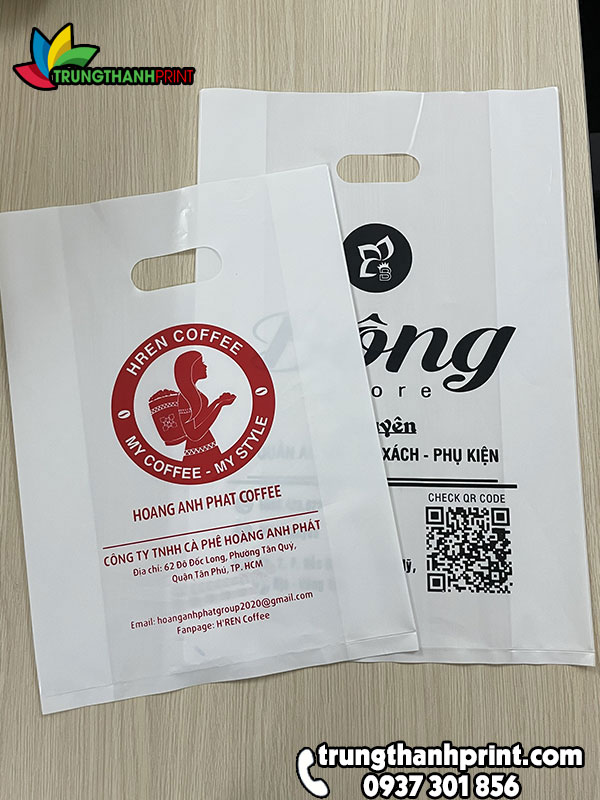 TRUNGTHANHPRINT
HREN COFFEE
MY COFFEE - MY STYLE
HOANG ANH PHAT COFFEE
CÔNG TY TNHH CÀ PHÊ HOÀNG ANH PHÁT
Địa chỉ: 62 Đô Đốc Long, Phường Tân Quý,
Quận Tân Phú, TP. HCM
Email: hoanganhphatgroup2020@gmail.com
Fanpage: H'REN Coffee
B
ông
ore
uyên
XÁCH - PHỤ KIỆN
CHECK QR CODE
trungthanhprint.com
0937 301 856